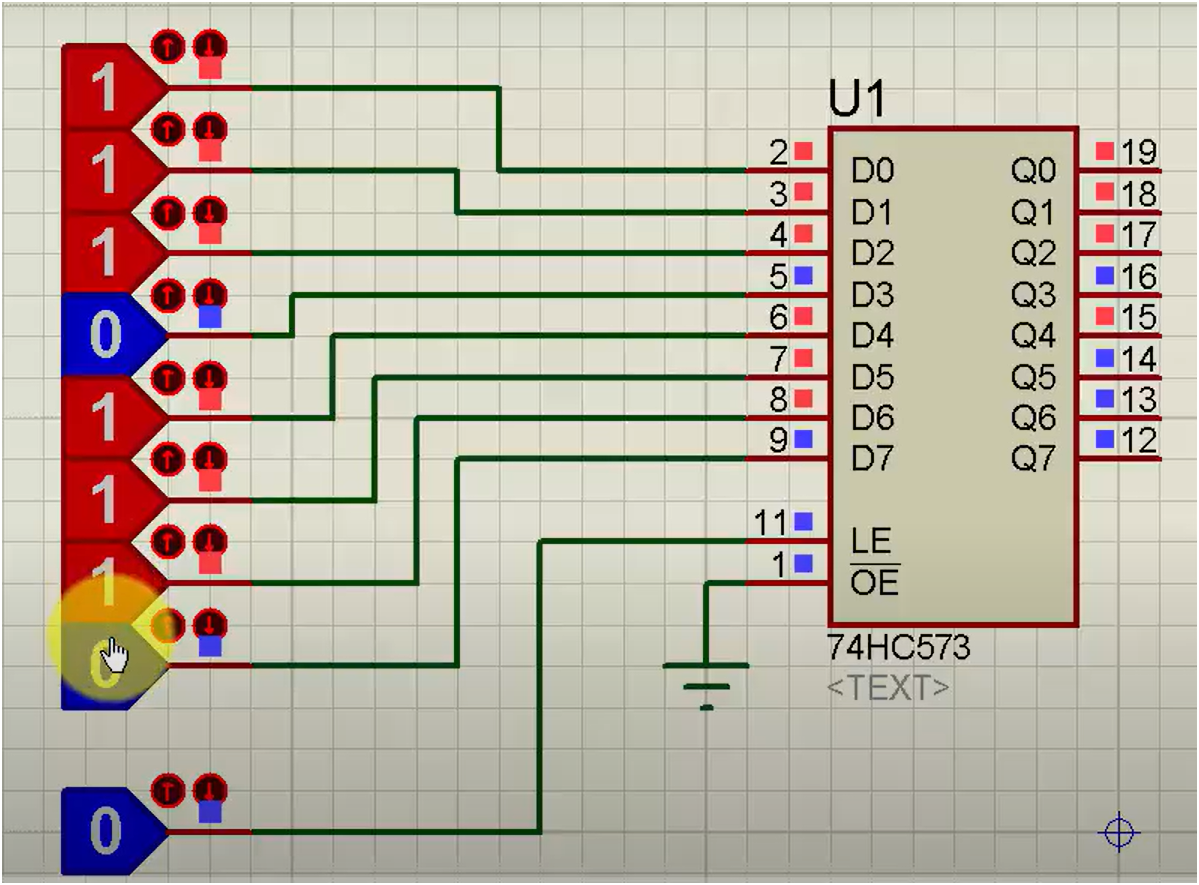 1
1
1
0
1
1
1
0
0
U1
2 D0 Q0 19
3 D1 Q1 18
4 D2 Q2 17
5 D3 Q3 16
6 D4 Q4 15
7 D5 Q5 14
8 D6 Q6 13
9 D7 Q7 12
11 LE
1 OE
74HC573
<TEXT>